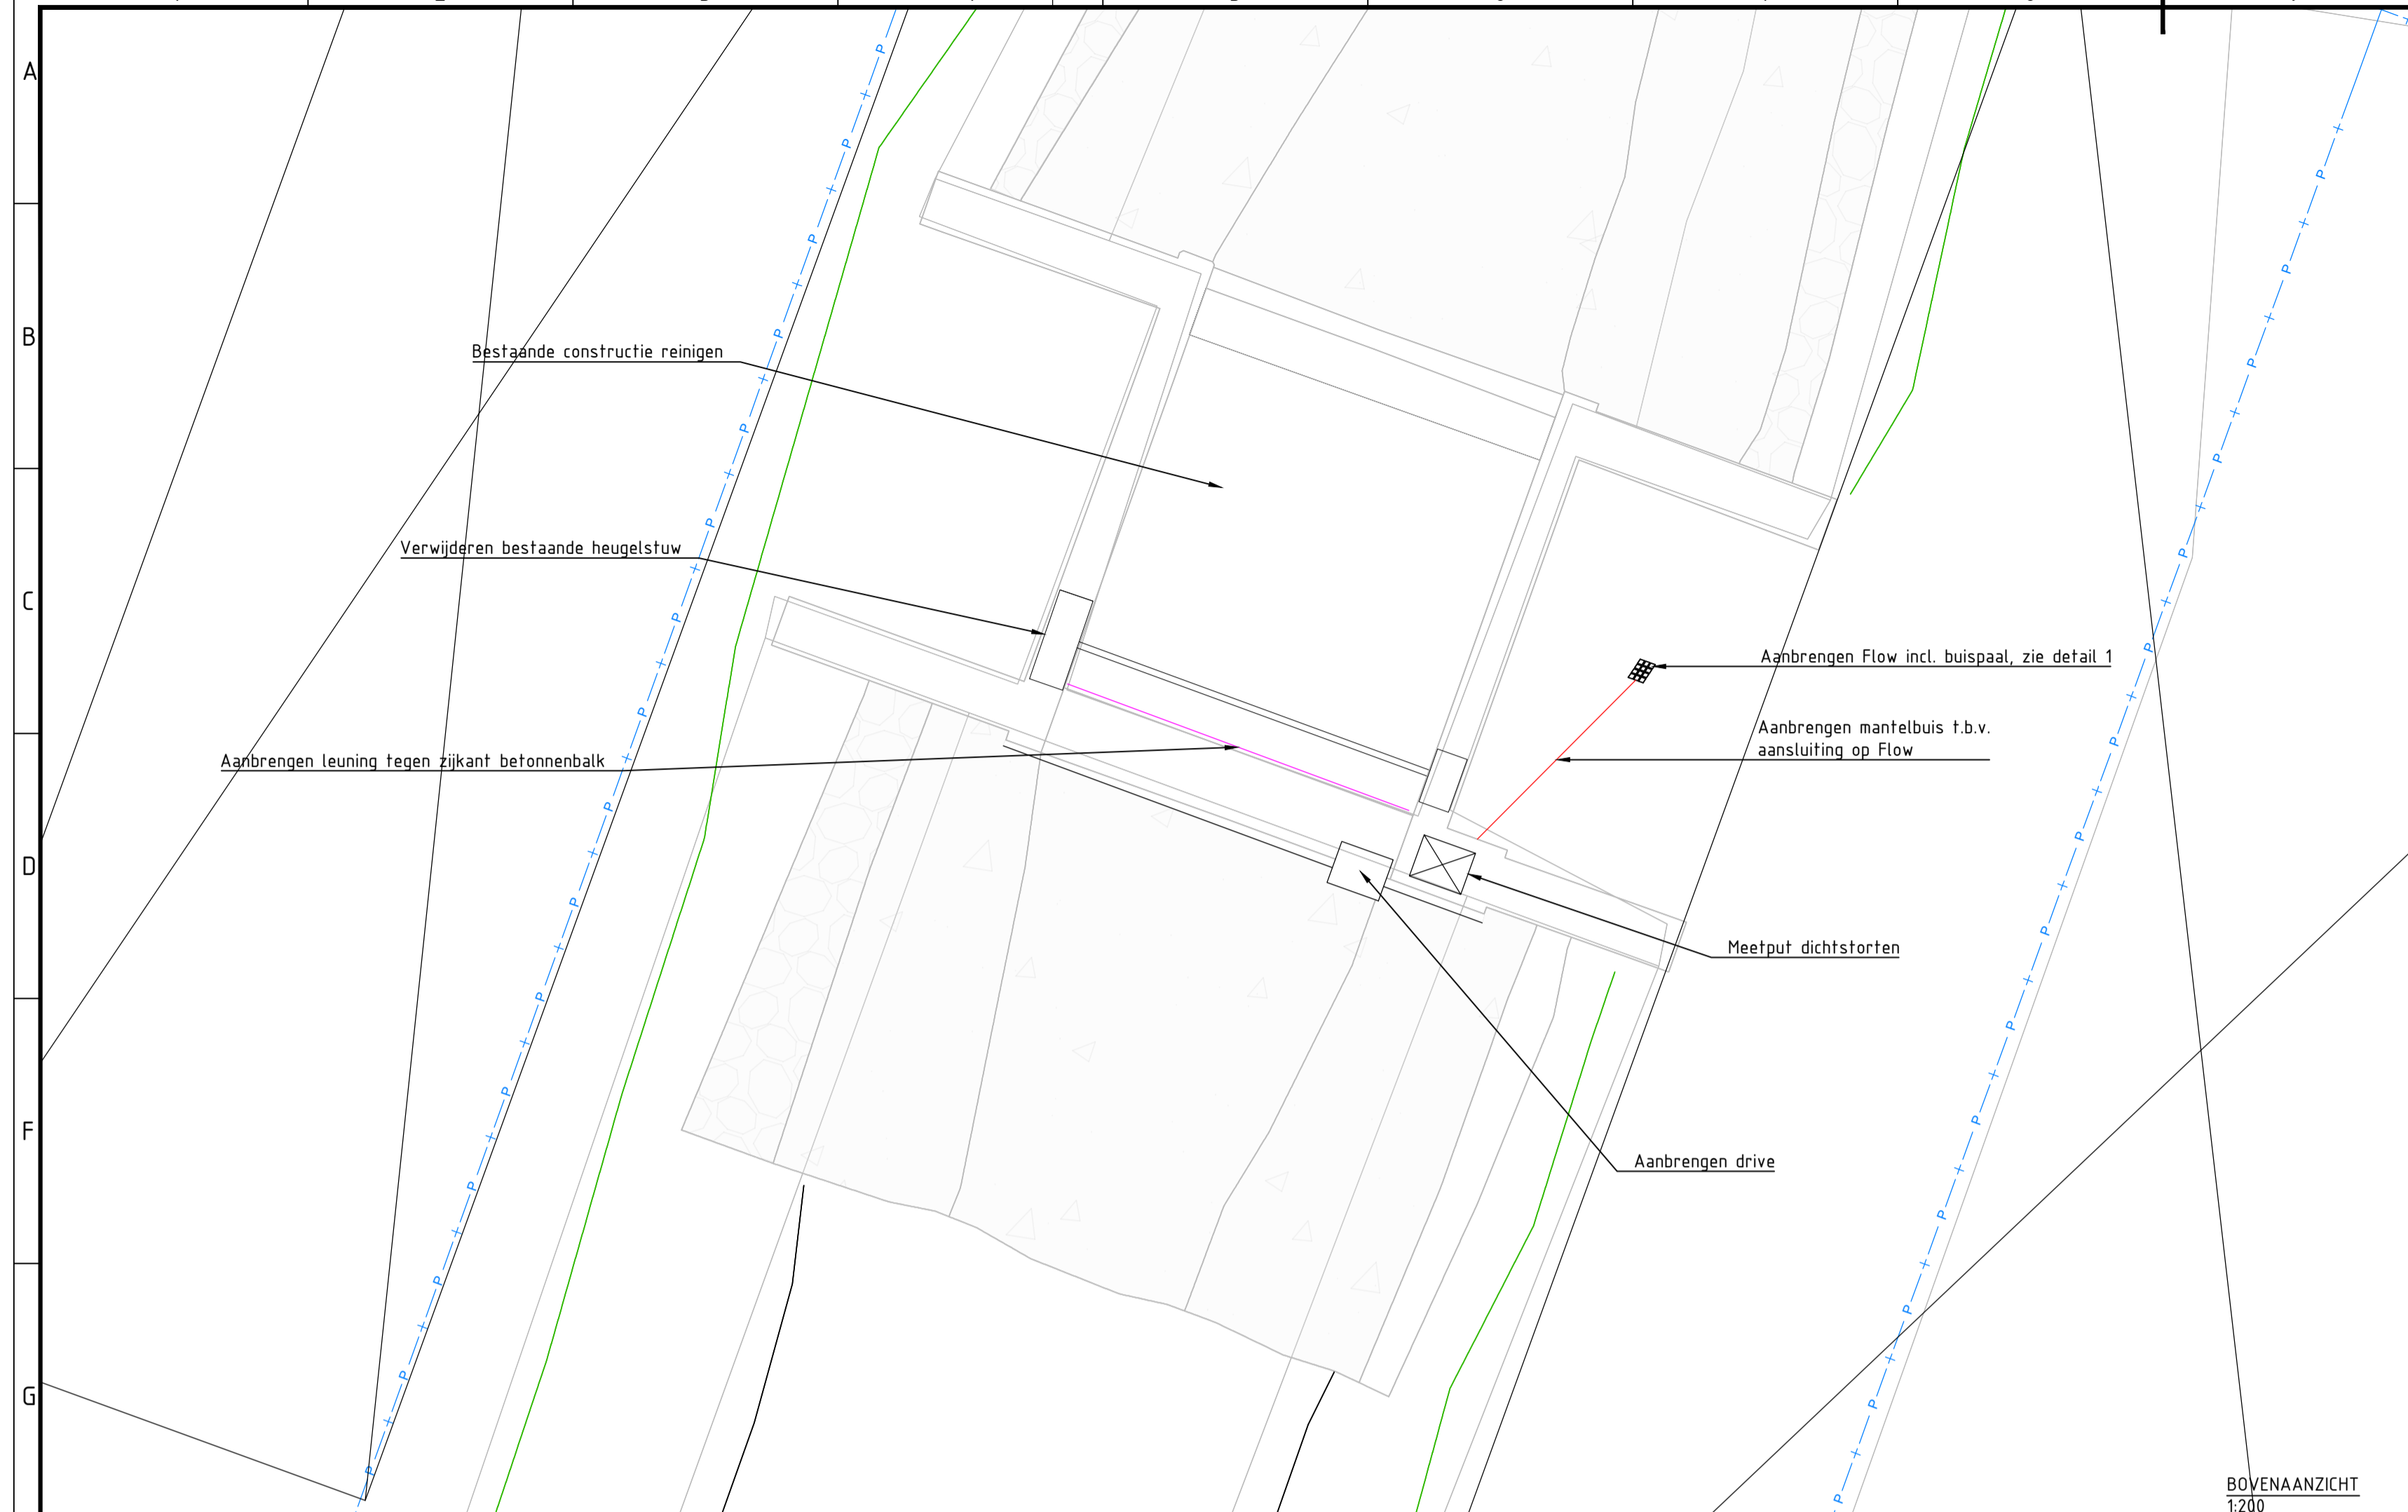 A
B
Bestaande constructie reinigen
Verwijderen bestaande heugelstuw
C
Aanbrengen Flow incl. buispaal, zie detail 1
Aanbrengen mantelbuis t.b.v.
aansluiting op Flow
Aanbrengen leuning tegen zijkant betonnenbalk
D
Meetput dichtstorten
F
Aanbrengen drive
G
BOVENAANZICHT
1:200